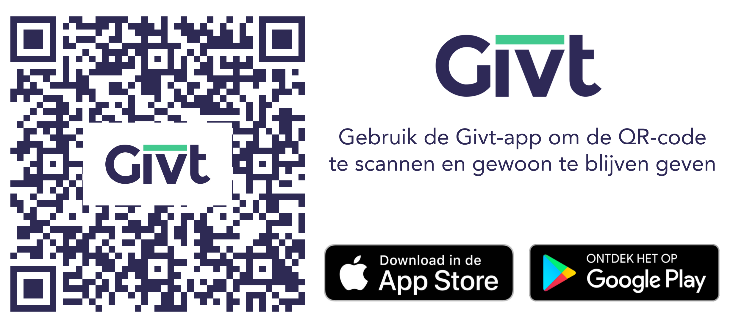 Givt
Givt
Gebruik de Givt-app om de QR-code
te scannen en gewoon te blijven geven
Download in de
App Store
ONTDEK HET OP
Google Play